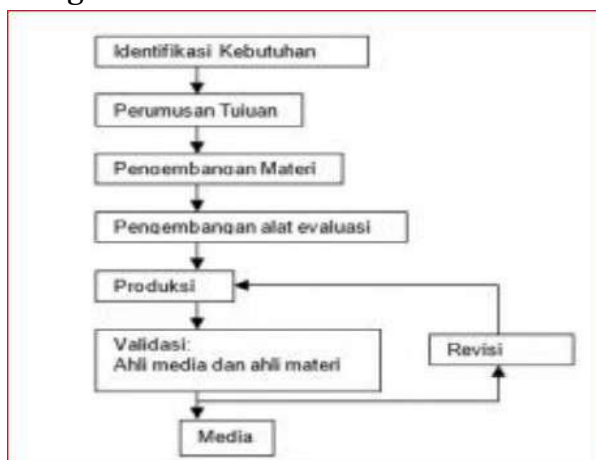 Identifikasi Kebutuhan
Perumusan Tujuan
Pengembangan Materi
Pengembangan alat evaluasi
Produksi
Validasi:
Ahli media dan ahli materi
Revisi
Media